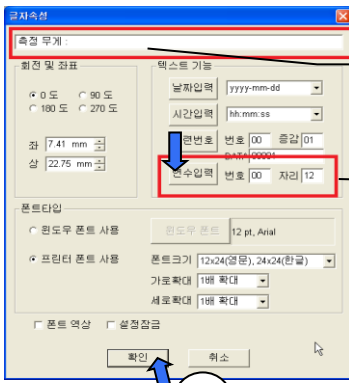 글자속성
측정 무게 :
회전 및 좌표
0 도 90 도
180 도 270 도
좌 7.41 mm
상 22.75 mm
텍스트 기능
날짜입력 yyyy-mm-dd
시간입력 hh:mm:ss
련번호 번호 00 증감 01
DATA 00001
변수입력 번호 00 자리 12
폰트타입
윈도우 폰트 사용 윈도우 폰트 12 pt, Arial
프린터 폰트 사용 폰트크기 12x24(영문), 24x24(한글)
가로확대 1배 확대
세로확대 1배 확대
폰트 역상 설정잠금
확인 취소